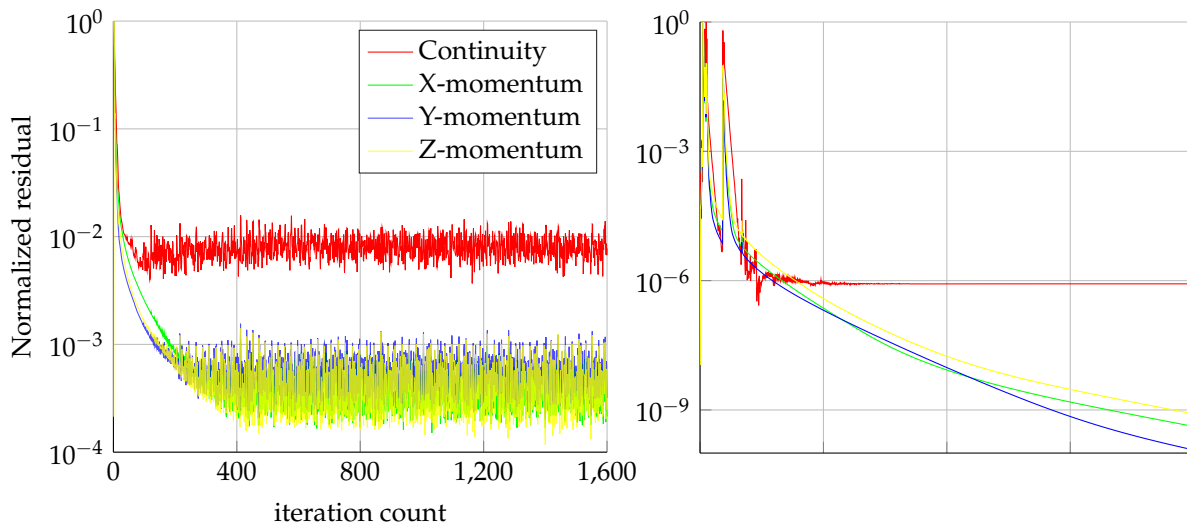 10^0
10^-1
10^-2
10^-3
10^-4
Normalized residual
0
400
800
1,200
1,600
iteration count
Continuity
X-momentum
Y-momentum
Z-momentum
10^0
10^-3
10^-6
10^-9